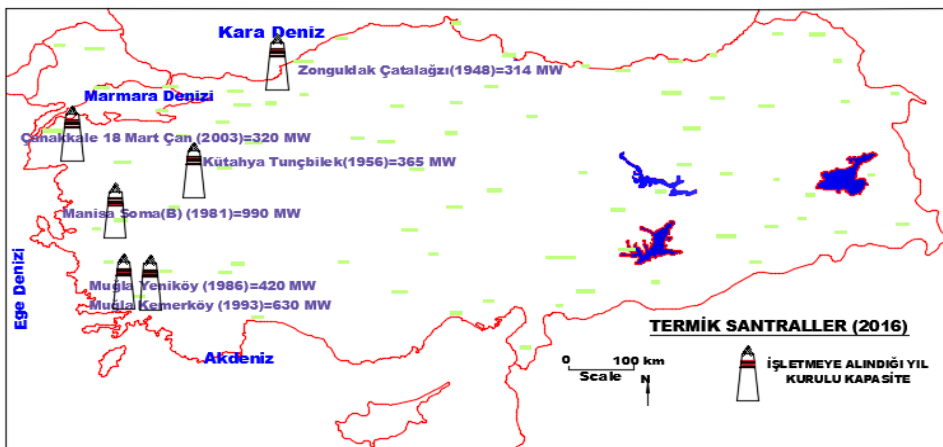 Kara Deniz
Zonguldak Çatalağzı(1948)=314 MW
Marmara Denizi
Çanakkale 18 Mart Çan (2003)=320 MW
Kütahya Tunçbilek(1956)=365 MW
Manisa Soma(B) (1981)=990 MW
Ege Denizi
Muğla Yeniköy (1986)=420 MW
Muğla Kemerköy (1993)=630 MW
Akdeniz
TERMİK SANTRALLER (2016)
0 100 km
Scale
N
İŞLETMEYE ALINDIĞI YIL
KURULU KAPASİTE